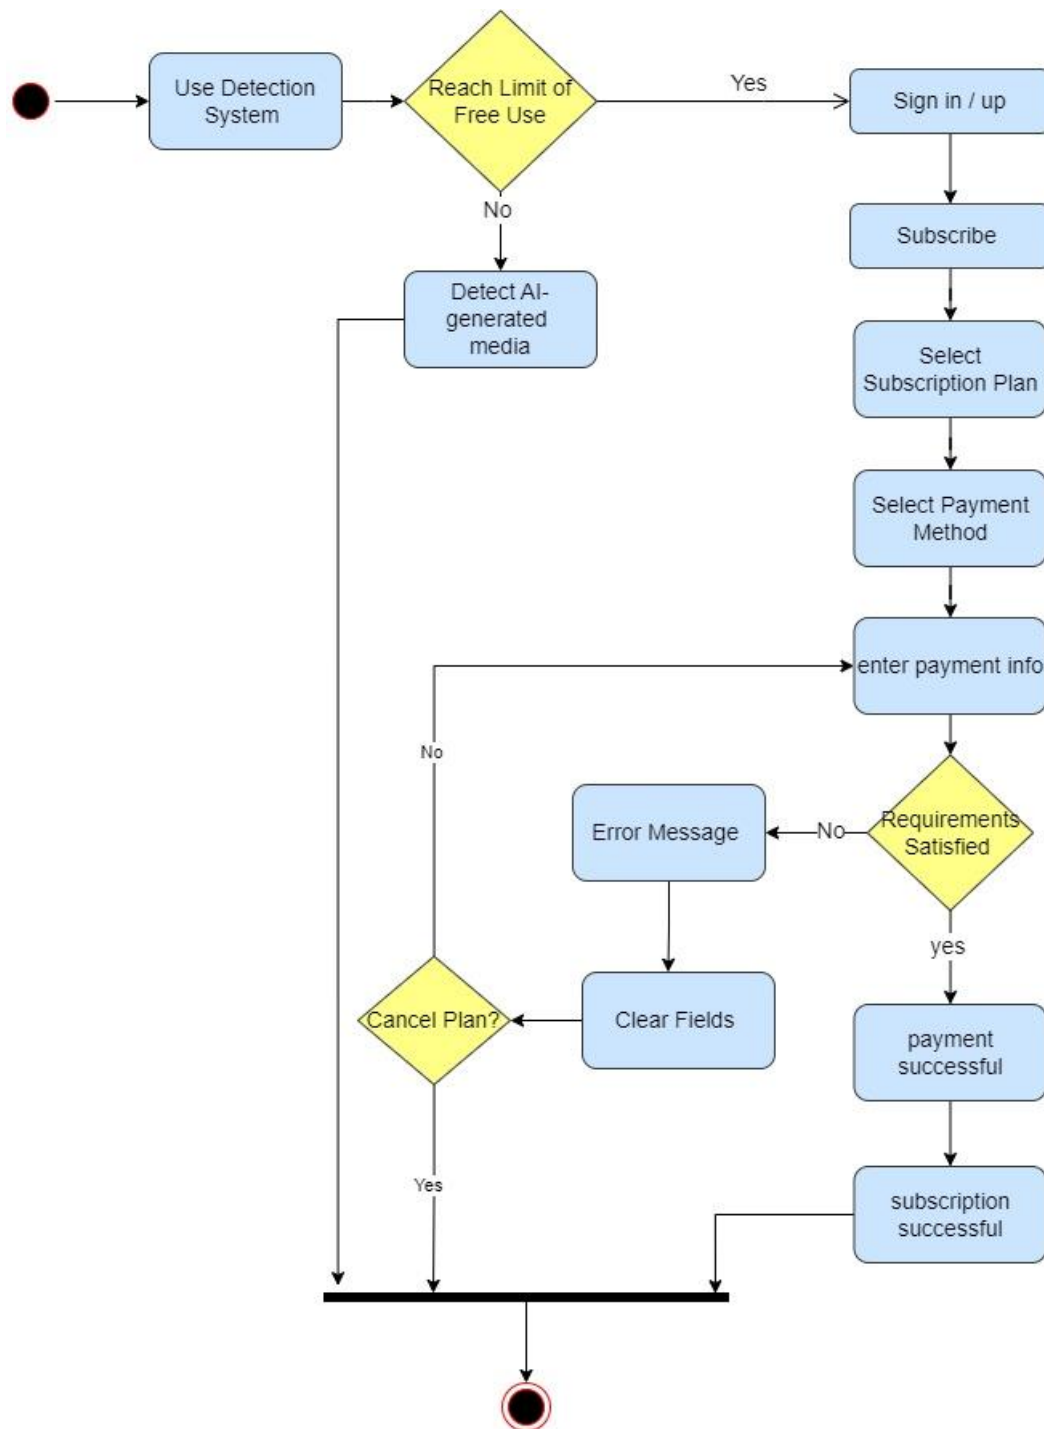 Use Detection
System
Reach Limit of
Free Use
Yes
Sign in / up
No
Subscribe
Detect AI-
generated
media
Select
Subscription Plan
Select Payment
Method
enter payment info
No
Error Message
No
Requirements
Satisfied
yes
Cancel Plan?
Clear Fields
payment
successful
Yes
subscription
successful